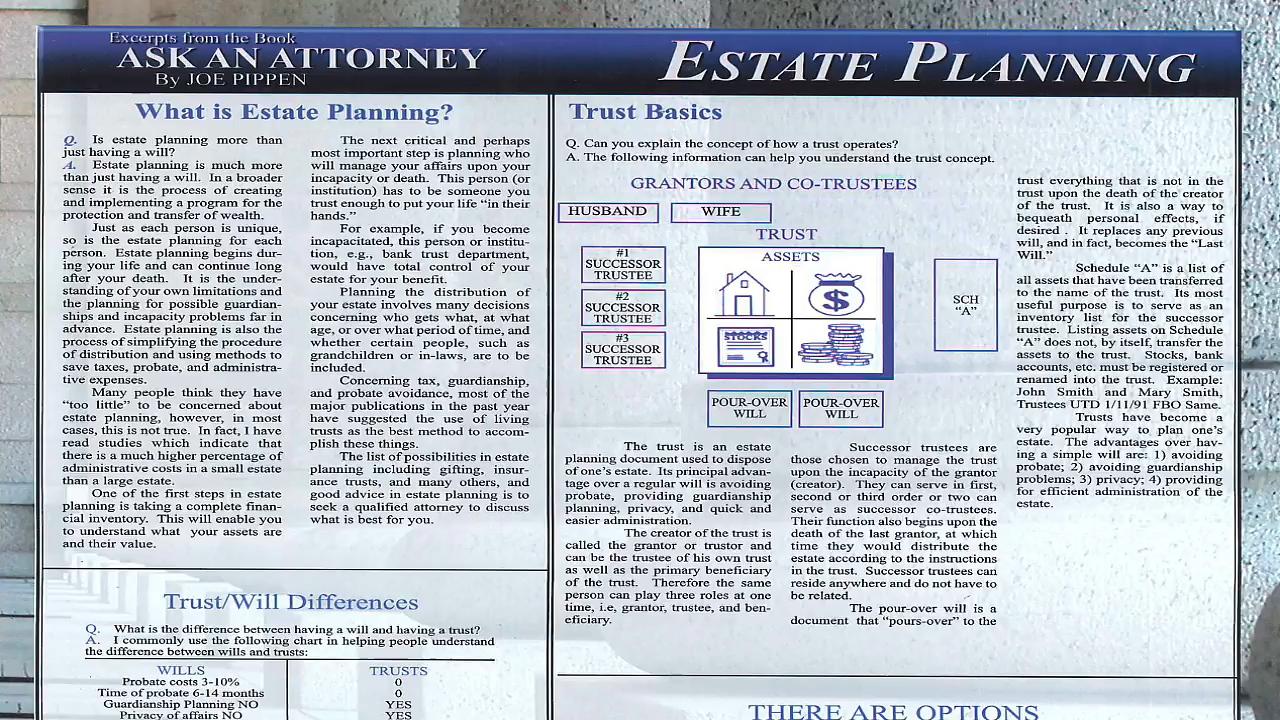 Excerpts from the Book
ASK AN ATTORNEY
By JOE PIPPEN
ESTATE PLANNING
What is Estate Planning?
Q. Is estate planning more than
just having a will?
A. Estate planning is much more
than just having a will. In a broader
sense it is the process of creating
and implementing a program for the
protection and transfer of wealth.
Just as each person is unique,
so is the estate planning for each
person. Estate planning begins dur-
ing your life and can continue long
after your death. It is the under-
standing of your own limitations and
the planning for possible guardian-
ships and incapacity problems far in
advance. Estate planning is also the
process of simplifying the procedure
of distribution and using methods to
save taxes, probate, and administra-
tive expenses.
Many people think they have
"too little" to be concerned about
estate planning, however, in most
cases, this is not true. In fact, I have
read studies which indicate that
there is a much higher percentage of
administrative costs in a small estate
than a large estate.
One of the first steps in estate
planning is taking a complete finan-
cial inventory. This will enable you
to understand what your assets are
and their value.
The next critical and perhaps
most important step is planning who
will manage your affairs upon your
incapacity or death. This person (or
institution) has to be someone you
trust enough to put your life "in their
hands."
For example, if you become
incapacitated, this person or institu-
tion, e.g., bank trust department,
would have total control of your
estate for your benefit.
Planning the distribution of
your estate involves many decisions
concerning who gets what, at what
age, or over what period of time, and
whether certain people, such as
grandchildren or in-laws, are to be
included.
Concerning tax, guardianship,
and probate avoidance, most of the
major publications in the past year
have suggested the use of living
trusts as the best method to accom-
plish these things.
The list of possibilities in estate
planning including gifting, insur-
ance trusts, and many others, and
good advice in estate planning is to
seek a qualified attorney to discuss
what is best for you.
Trust/Will Differences
Q. What is the difference between having a will and having a trust?
A. I commonly use the following chart in helping people understand
the difference between wills and trusts:
WILLS TRUSTS
Probate costs 3-10% 0
Time of probate 6-14 months 0
Guardianship Planning NO YES
Privacy of affairs NO YES
Trust Basics
Q. Can you explain the concept of how a trust operates?
A. The following information can help you understand the trust concept.
GRANTORS AND CO-TRUSTEES
HUSBAND WIFE
TRUST
ASSETS
#1
SUCCESSOR
TRUSTEE
#2
SUCCESSOR
TRUSTEE
#3
SUCCESSOR
TRUSTEE
STOCKS
$
SCH
"A"
POUR-OVER
WILL
POUR-OVER
WILL
The trust is an estate
planning document used to dispose
of one's estate. Its principal advan-
tage over a regular will is avoiding
probate, providing guardianship
planning, privacy, and quick and
easier administration.
The creator of the trust is
called the grantor or trustor and
can be the trustee of his own trust
as well as the primary beneficiary
of the trust. Therefore the same
person can play three roles at one
time, i.e, grantor, trustee, and ben-
eficiary.
Successor trustees are
those chosen to manage the trust
upon the incapacity of the grantor
(creator). They can serve in first,
second or third order or two can
serve as successor co-trustees.
Their function also begins upon the
death of the last grantor, at which
time they would distribute the
estate according to the instructions
in the trust. Successor trustees can
reside anywhere and do not have to
be related.
The pour-over will is a
document that "pours-over" to the
trust everything that is not in the
trust upon the death of the creator
of the trust. It is also a way to
bequeath personal effects, if
desired . It replaces any previous
will, and in fact, becomes the "Last
Will."
Schedule "A" is a list of
all assets that have been transferred
to the name of the trust. Its most
useful purpose is to serve as an
inventory list for the successor
trustee. Listing assets on Schedule
"A" does not, by itself, transfer the
assets to the trust. Stocks, bank
accounts, etc. must be registered or
renamed into the trust. Example:
John Smith and Mary Smith,
Trustees UTD 1/11/91 FBO Same.
Trusts have become a
very popular way to plan one's
estate. The advantages over hav-
ing a simple will are: 1) avoiding
probate; 2) avoiding guardianship
problems; 3) privacy; 4) providing
for efficient administration of the
estate.
THERE ARE OPTIONS